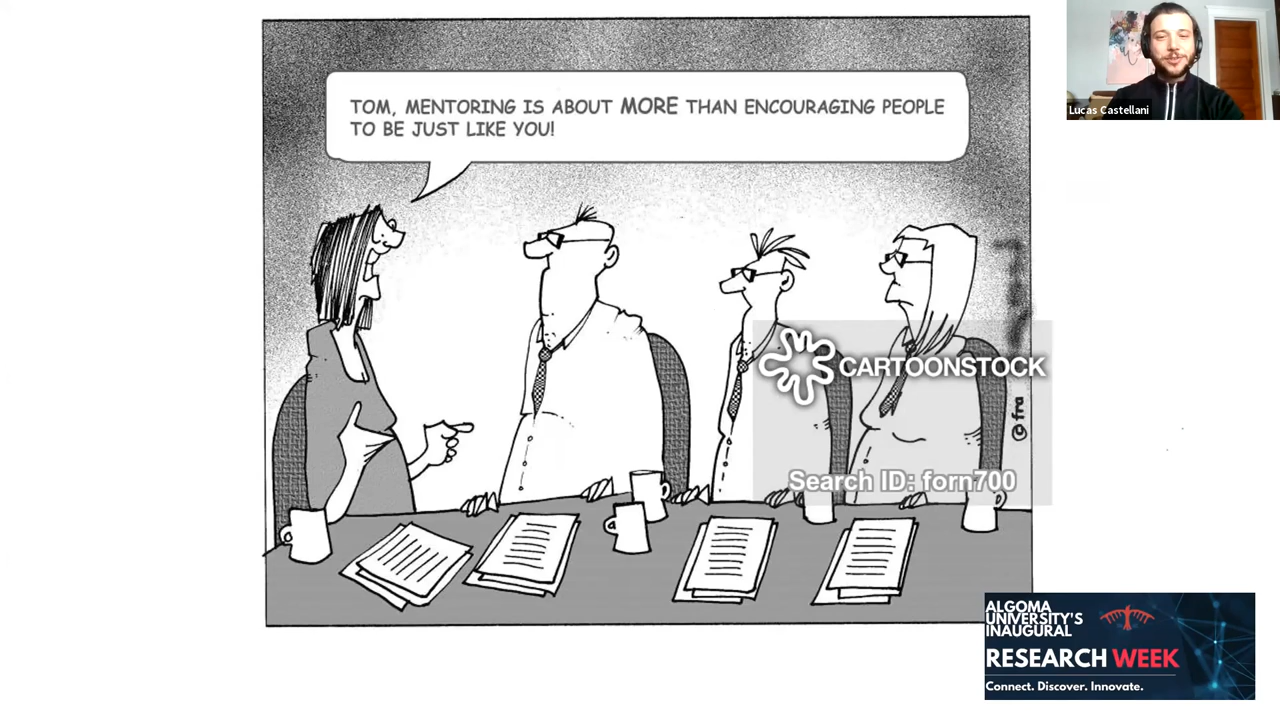 Lucas Castellani
TOM, MENTORING IS ABOUT MORE THAN ENCOURAGING PEOPLE
TO BE JUST LIKE YOU!
CARTOONSTOCK
© fra
Search ID: forn700
ALGOMA
UNIVERSITY'S
INAUGURAL
RESEARCH WEEK
Connect. Discover. Innovate.